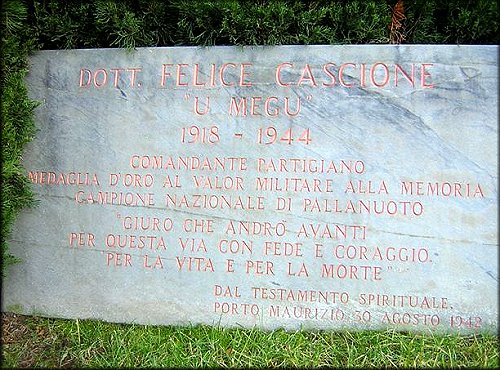 DOTT. FELICE CASCIONE
"U MEGU"
1918 - 1944
COMANDANTE PARTIGIANO
MEDAGLIA D'ORO AL VALOR MILITARE ALLA MEMORIA
CAMPIONE NAZIONALE DI PALLANUOTO
"GIURO CHE ANDRÒ AVANTI
PER QUESTA VIA CON FEDE E CORAGGIO.
PER LA VITA E PER LA MORTE"
DAL TESTAMENTO SPIRITUALE.
PORTO MAURIZIO 30 AGOSTO 1942